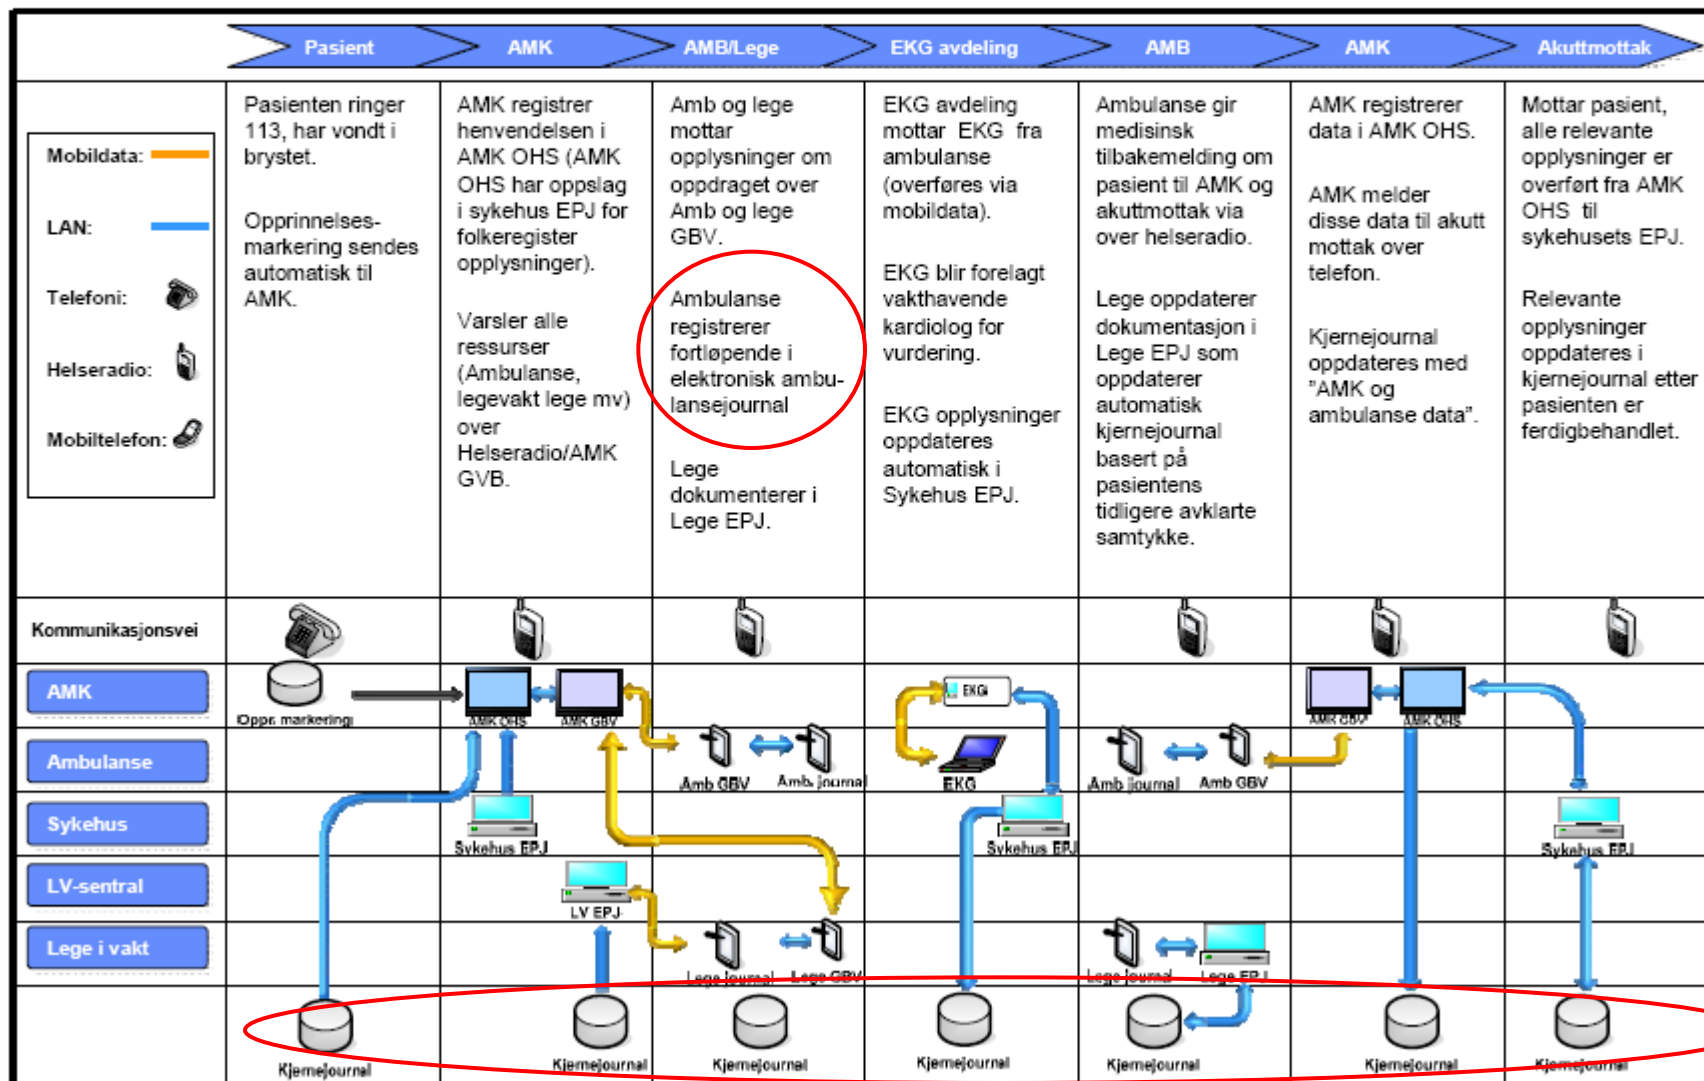 Pasient
AMK
AMB/Lege
EKG avdeling
AMB
AMK
Akuttmottak
Mobildata:
LAN:
Telefoni:
Helseradio:
Mobiltelefon:
Pasienten ringer
113, har vondt i
brystet.
Opprinnelses-
markering sendes
automatisk til
AMK.
AMK registrer
henvendelsen i
AMK OHS (AMK
OHS har oppslag
i sykehus EPJ for
folkeregister
opplysninger).
Varsler alle
ressurser
(Ambulanse,
legevakt lege mv)
over
Helseradio/AMK
GVB.
Amb og lege
mottar
opplysninger om
oppdraget over
Amb og lege
GBV.
Ambulanse
registrerer
fortløpende i
elektronisk ambu-
lansejournal
Lege
dokumenterer i
Lege EPJ.
EKG avdeling
mottar EKG fra
ambulanse
(overføres via
mobildata).
EKG blir forelagt
vakthavende
kardiolog for
vurdering.
EKG opplysninger
oppdateres
automatisk i
Sykehus EPJ.
Ambulanse gir
medisinsk
tilbakemelding om
pasient til AMK og
akuttmottak via
over helseradio.
Lege oppdaterer
dokumentasjon i
Lege EPJ som
oppdaterer
automatisk
kjernejournal
basert på
pasientens
tidligere avklarte
samtykke.
AMK registrerer
data i AMK OHS.
AMK melder
disse data til akutt
mottak over
telefon.
Kjernejournal
oppdateres med
"AMK og
ambulanse data".
Mottar pasient,
alle relevante
opplysninger er
overført fra AMK
OHS til
sykehusets EPJ.
Relevante
opplysninger
oppdateres i
kjernejournal etter
pasienten er
ferdigbehandlet.
Kommunikasjonsvei
AMK
Oppr. markering
AMK OHS
AMK GBV
EKG
AMK GBV
AMK OHS
Ambulanse
Amb GBV
Amb journal
EKG
Amb journal
Amb GBV
Sykehus
Sykehus EPJ
Sykehus EPJ
Sykehus EPJ
LV-sentral
LV EPJ
Lege i vakt
Lege journal
Lege GBV
Lege journal
Lege EPJ
Kjernejournal
Kjernejournal
Kjernejournal
Kjernejournal
Kjernejournal
Kjernejournal
Kjernejournal